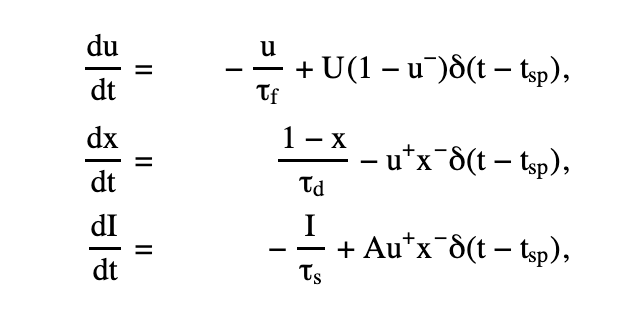 du/dt = − u/τf + U(1 − u⁻)δ(t − tsp),
dx/dt = (1 − x)/τd − u⁺x⁻δ(t − tsp),
dI/dt = − I/τs + Au⁺x⁻δ(t − tsp),